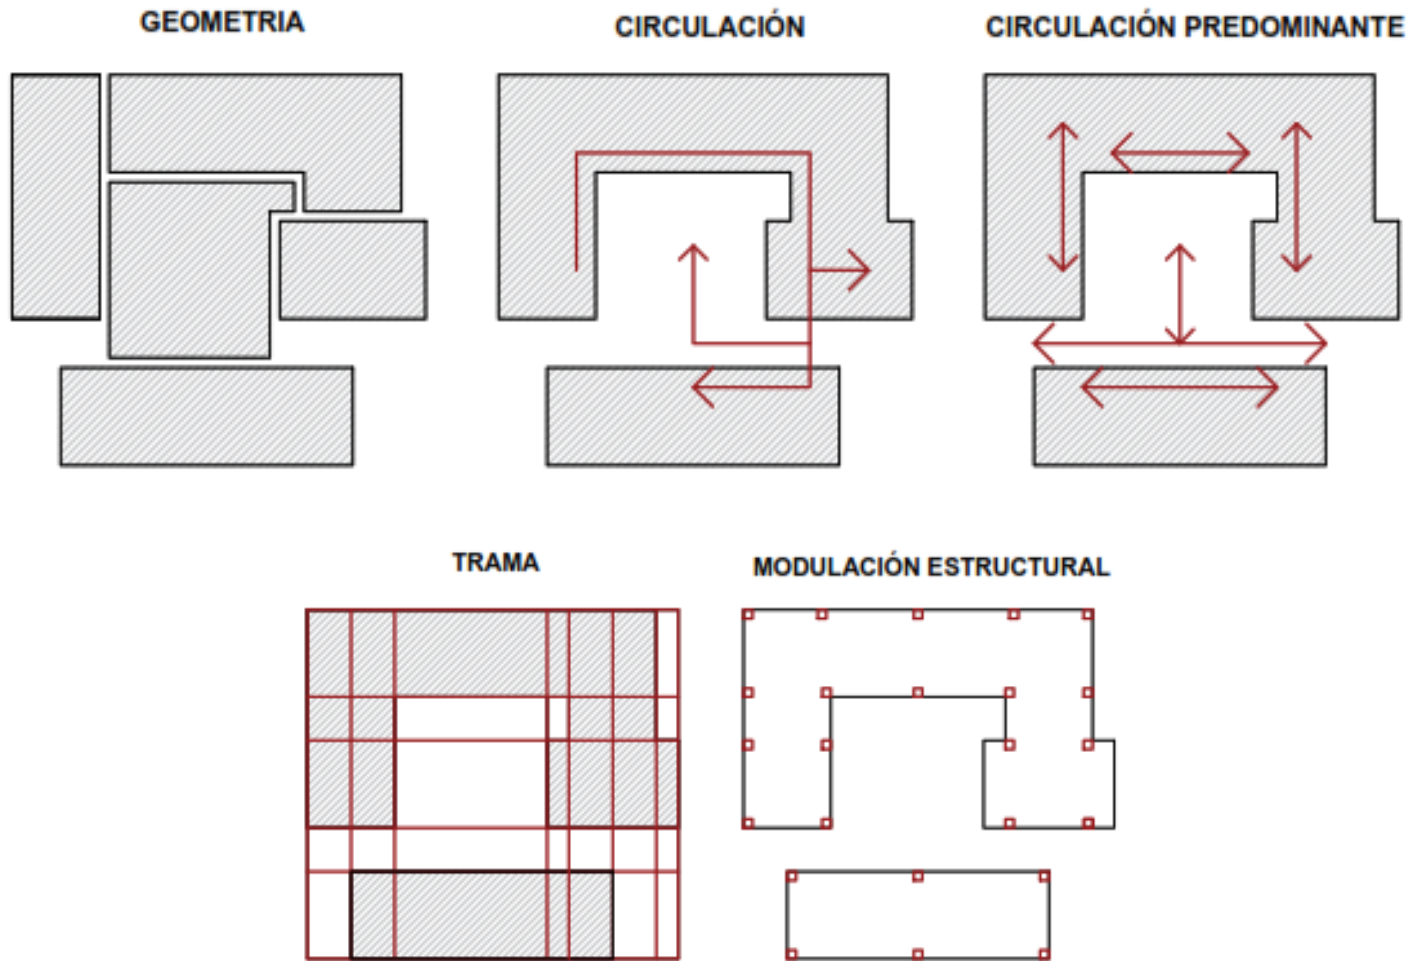 GEOMETRIA
CIRCULACIÓN
CIRCULACIÓN PREDOMINANTE
TRAMA
MODULACIÓN ESTRUCTURAL